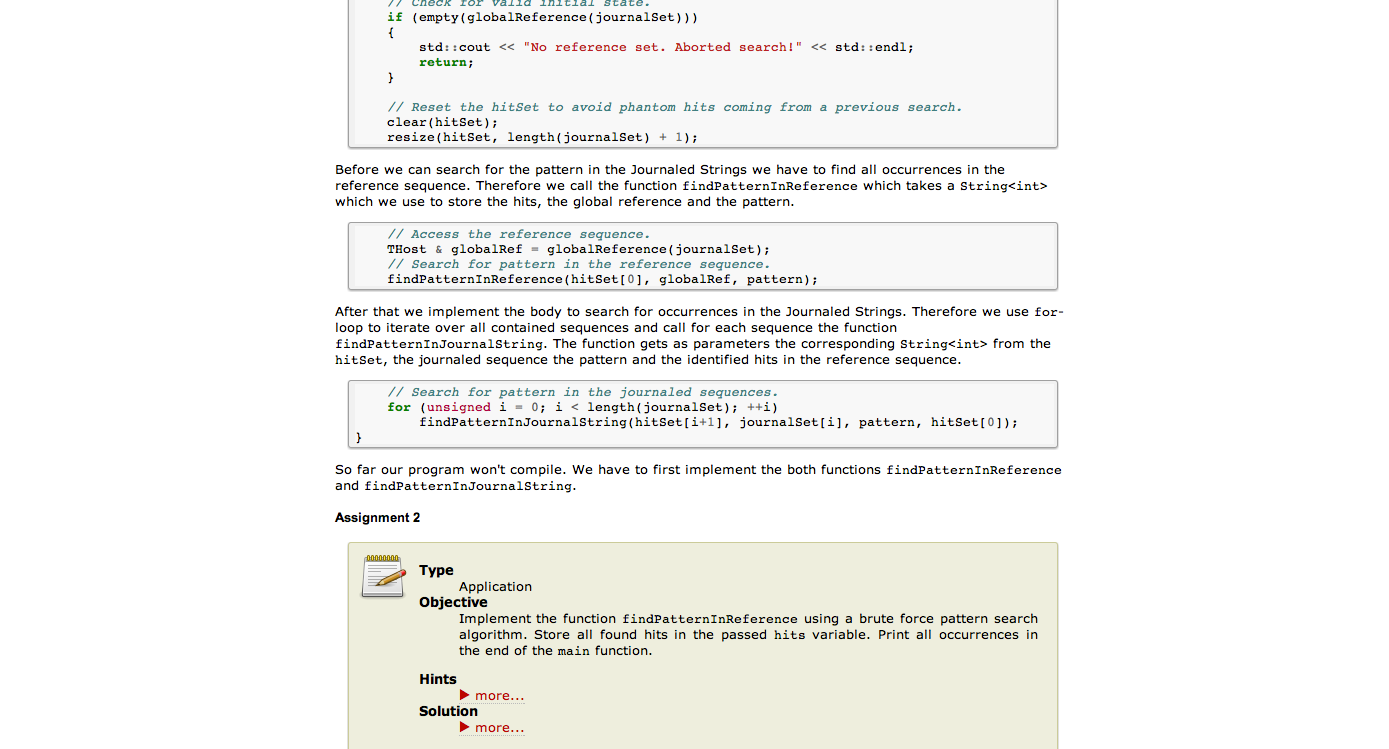 // Check for valid initial state.
if (empty(globalReference(journalSet)))
{
std::cout << "No reference set. Aborted search!" << std::endl;
return;
}
// Reset the hitSet to avoid phantom hits coming from a previous search.
clear(hitSet);
resize(hitSet, length(journalSet) + 1);
Before we can search for the pattern in the Journaled Strings we have to find all occurrences in the
reference sequence. Therefore we call the function findPatternInReference which takes a String<int>
which we use to store the hits, the global reference and the pattern.
// Access the reference sequence.
THost & globalRef = globalReference(journalSet);
// Search for pattern in the reference sequence.
findPatternInReference(hitSet[0], globalRef, pattern);
After that we implement the body to search for occurrences in the Journaled Strings. Therefore we use for-
loop to iterate over all contained sequences and call for each sequence the function
findPatternInJournalString. The function gets as parameters the corresponding String<int> from the
hitSet, the journaled sequence the pattern and the identified hits in the reference sequence.
// Search for pattern in the journaled sequences.
for (unsigned i = 0; i < length(journalSet); ++i)
findPatternInJournalString(hitSet[i+1], journalSet[i], pattern, hitSet[0]);
}
So far our program won't compile. We have to first implement the both functions findPatternInReference
and findPatternInJournalString.
Assignment 2
Type
Application
Objective
Implement the function findPatternInReference using a brute force pattern search
algorithm. Store all found hits in the passed hits variable. Print all occurrences in
the end of the main function.
Hints
more...
Solution
more...